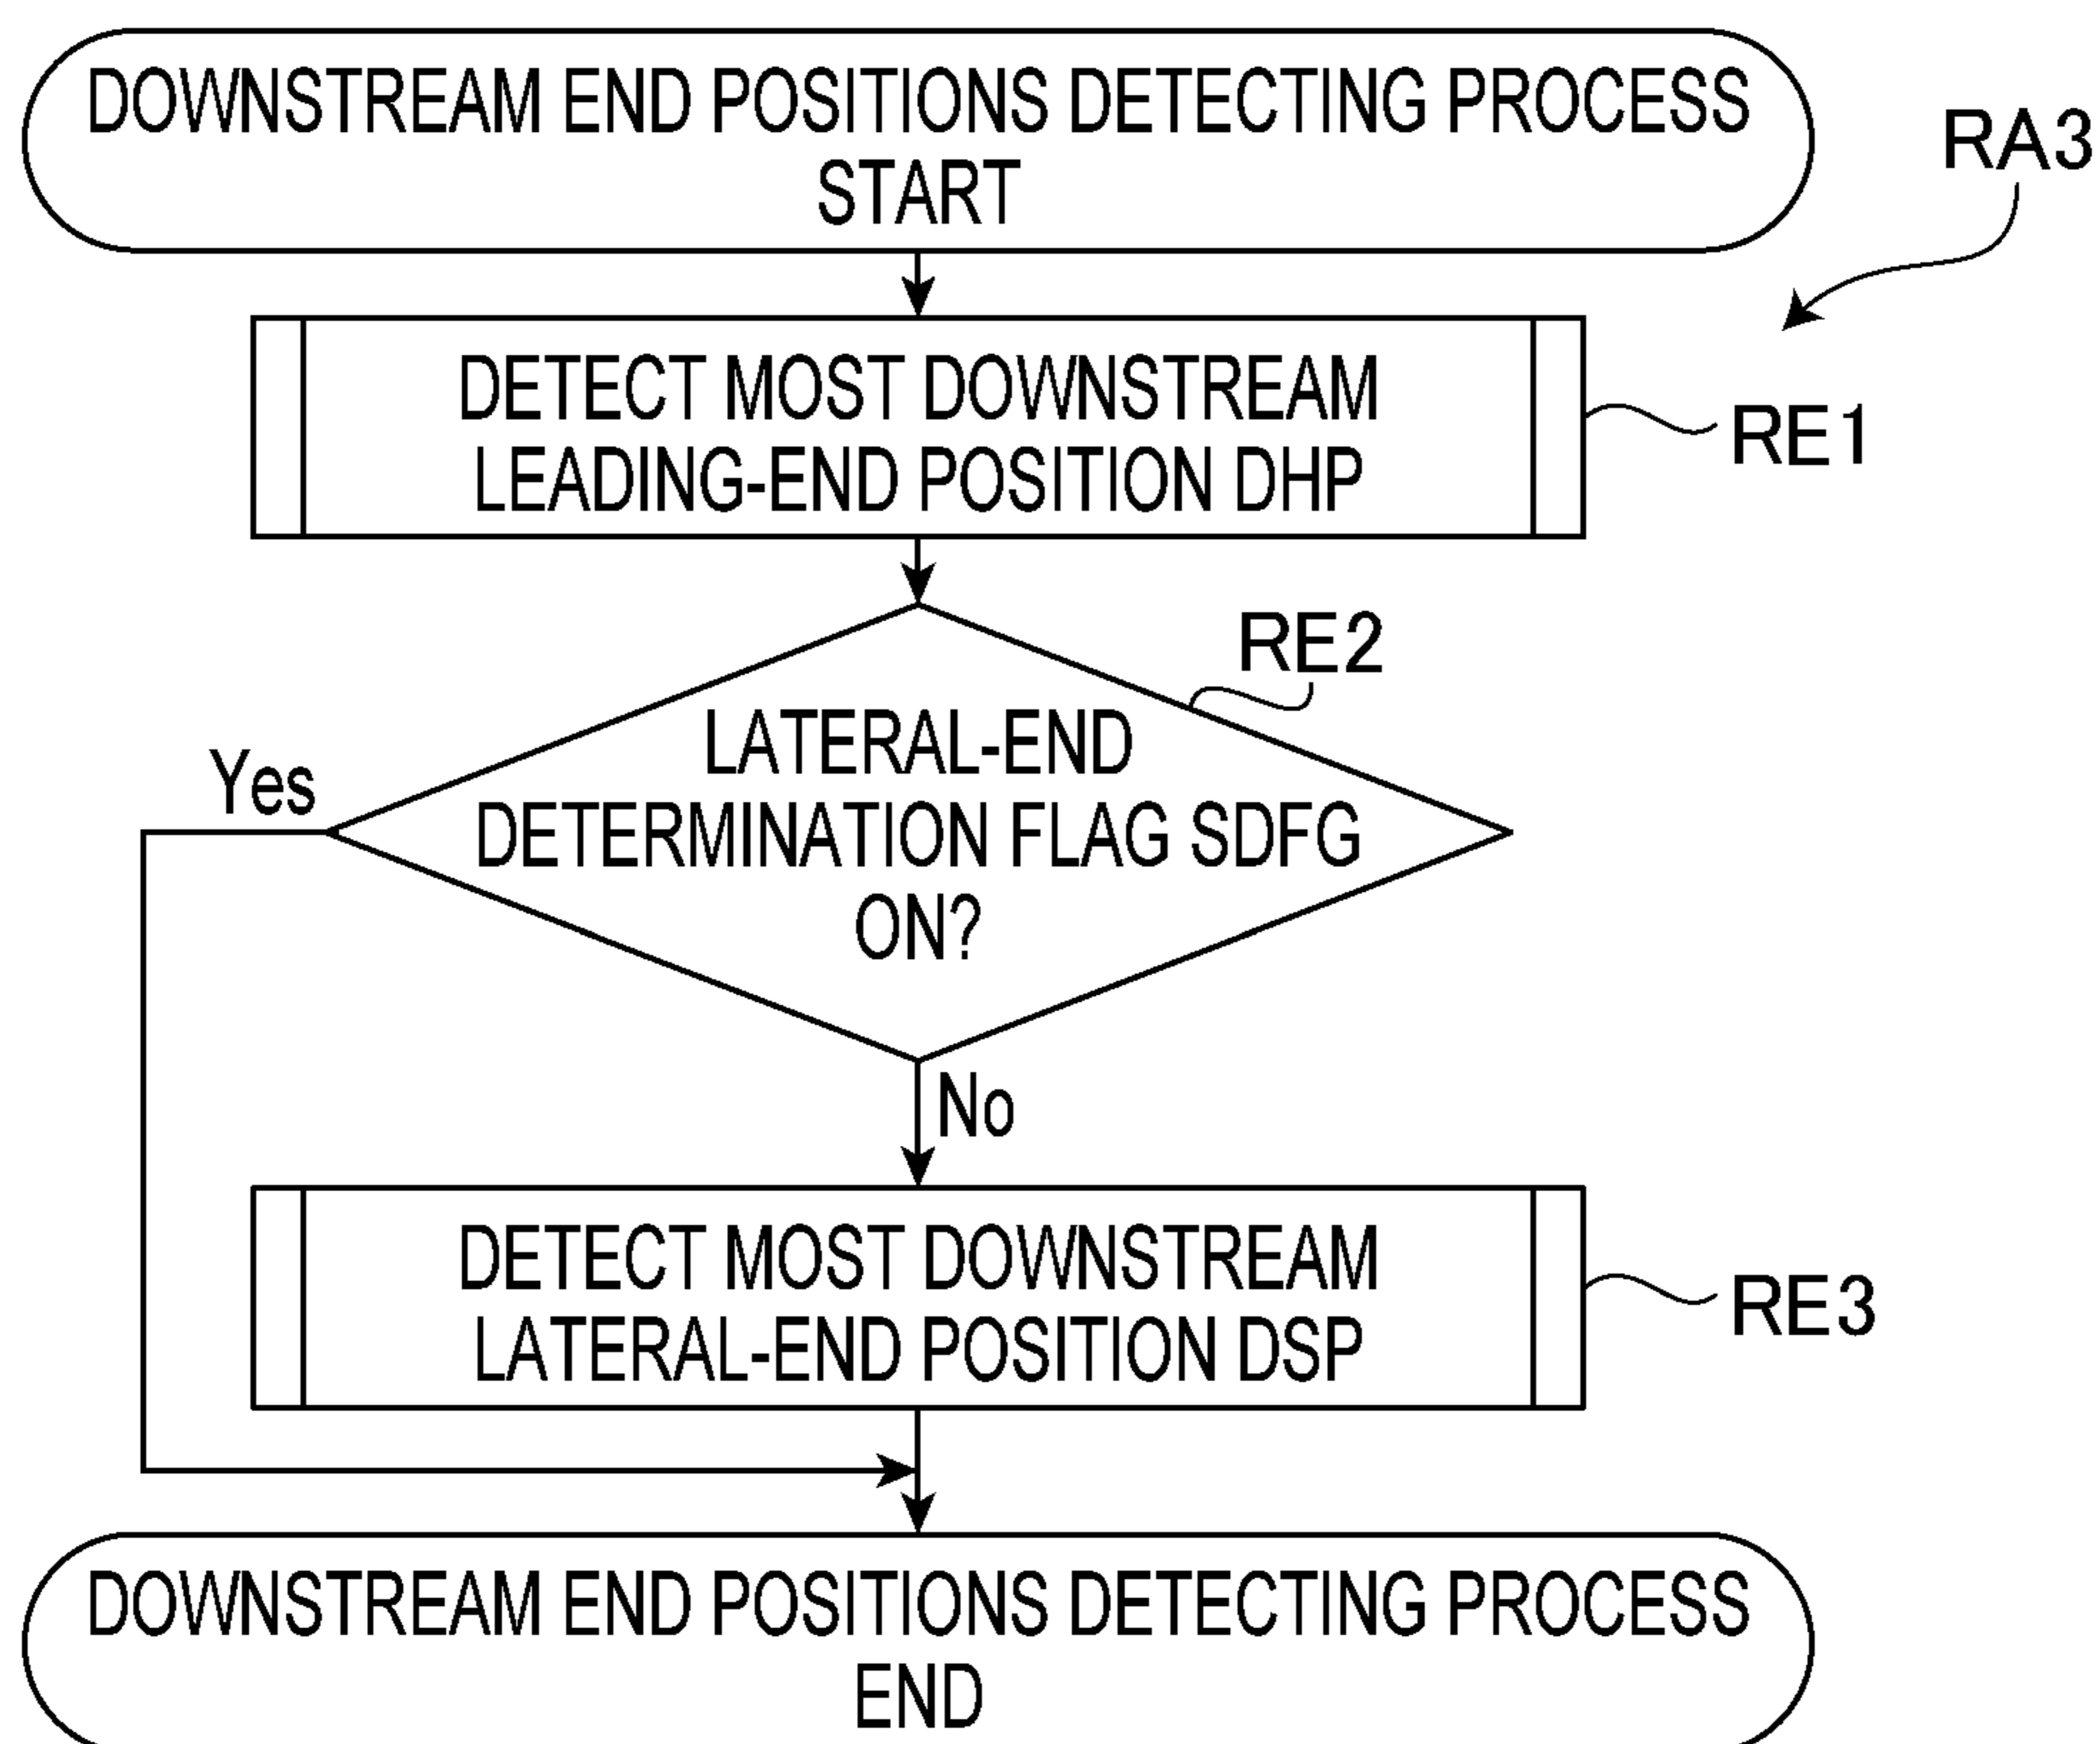 DOWNSTREAM END POSITIONS DETECTING PROCESS
START
RA3
DETECT MOST DOWNSTREAM
LEADING-END POSITION DHP
RE1
RE2
LATERAL-END
DETERMINATION FLAG SDFG
ON?
Yes
No
DETECT MOST DOWNSTREAM
LATERAL-END POSITION DSP
RE3
DOWNSTREAM END POSITIONS DETECTING PROCESS
END